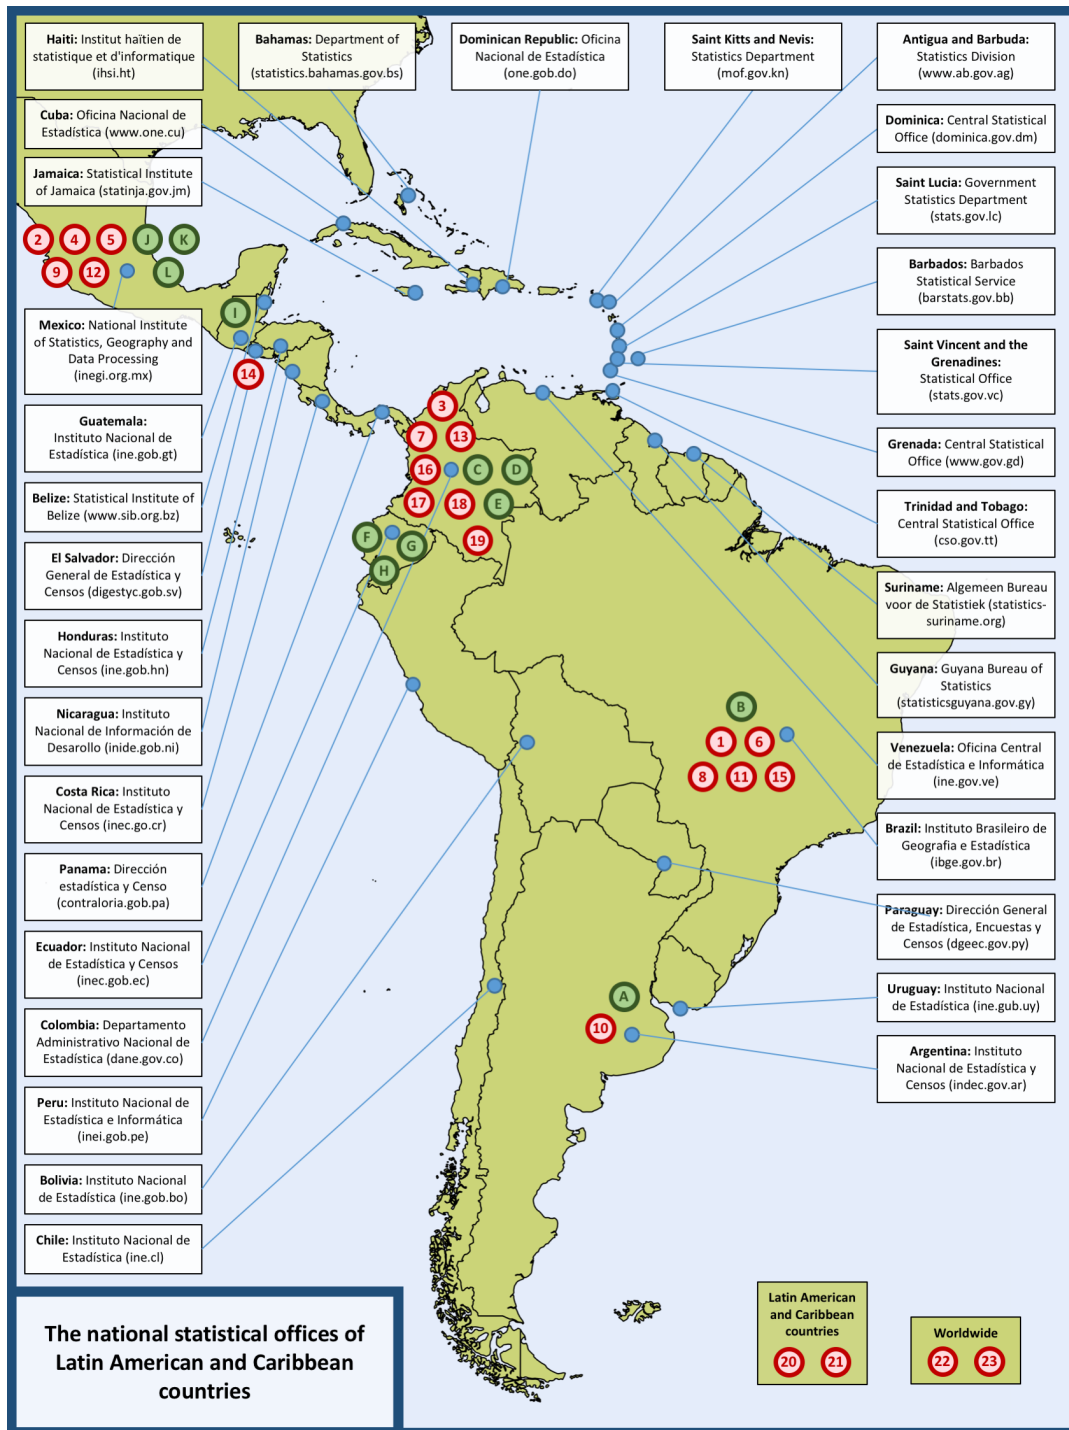 Haiti: Institut haïtien de
statistique et d'informatique
(ihsi.ht)
Bahamas: Department of
Statistics
(statistics.bahamas.gov.bs)
Dominican Republic: Oficina
Nacional de Estadística
(one.gob.do)
Saint Kitts and Nevis:
Statistics Department
(mof.gov.kn)
Antigua and Barbuda:
Statistics Division
(www.ab.gov.ag)
Cuba: Oficina Nacional de
Estadística (www.one.cu)
Jamaica: Statistical Institute
of Jamaica (statinja.gov.jm)
Dominica: Central Statistical
Office (dominica.gov.dm)
Saint Lucia: Government
Statistics Department
(stats.gov.lc)
Barbados: Barbados
Statistical Service
(barstats.gov.bb)
Saint Vincent and the
Grenadines:
Statistical Office
(stats.gov.vc)
Grenada: Central Statistical
Office (www.gov.gd)
Trinidad and Tobago:
Central Statistical Office
(cso.gov.tt)
Suriname: Algemeen Bureau
voor de Statistiek (statistics-
suriname.org)
Guyana: Guyana Bureau of
Statistics
(statisticsguyana.gov.gy)
Venezuela: Oficina Central
de Estadística e Informática
(ine.gov.ve)
Brazil: Instituto Brasileiro de
Geografia e Estadística
(ibge.gov.br)
Paraguay: Dirección General
de Estadística, Encuestas y
Censos (dgeec.gov.py)
Uruguay: Instituto Nacional
de Estadística (ine.gub.uy)
Argentina: Instituto
Nacional de Estadística y
Censos (indec.gov.ar)
2 4 5 J K
9 12 L
Mexico: National Institute
of Statistics, Geography and
Data Processing
(inegi.org.mx)
Guatemala:
Instituto Nacional de
Estadística (ine.gob.gt)
Belize: Statistical Institute of
Belize (www.sib.org.bz)
El Salvador: Dirección
General de Estadística y
Censos (digestyc.gob.sv)
Honduras: Instituto
Nacional de Estadística y
Censos (ine.gob.hn)
Nicaragua: Instituto
Nacional de Información de
Desarollo (inide.gob.ni)
Costa Rica: Instituto
Nacional de Estadística y
Censos (inec.go.cr)
Panama: Dirección
estadística y Censo
(contraloria.gob.pa)
Ecuador: Instituto Nacional
de Estadística y Censos
(inec.gob.ec)
Colombia: Departamento
Administrativo Nacional de
Estadística (dane.gov.co)
Peru: Instituto Nacional de
Estadística e Informática
(inei.gob.pe)
Bolivia: Instituto Nacional
de Estadística (ine.gob.bo)
Chile: Instituto Nacional de
Estadística (ine.cl)
I
14
3
7 13
16 C D
17 18 E
19
F G
H
B
1 6
8 11 15
A
10
The national statistical offices of
Latin American and Caribbean
countries
Latin American
and Caribbean
countries
20 21
Worldwide
22 23